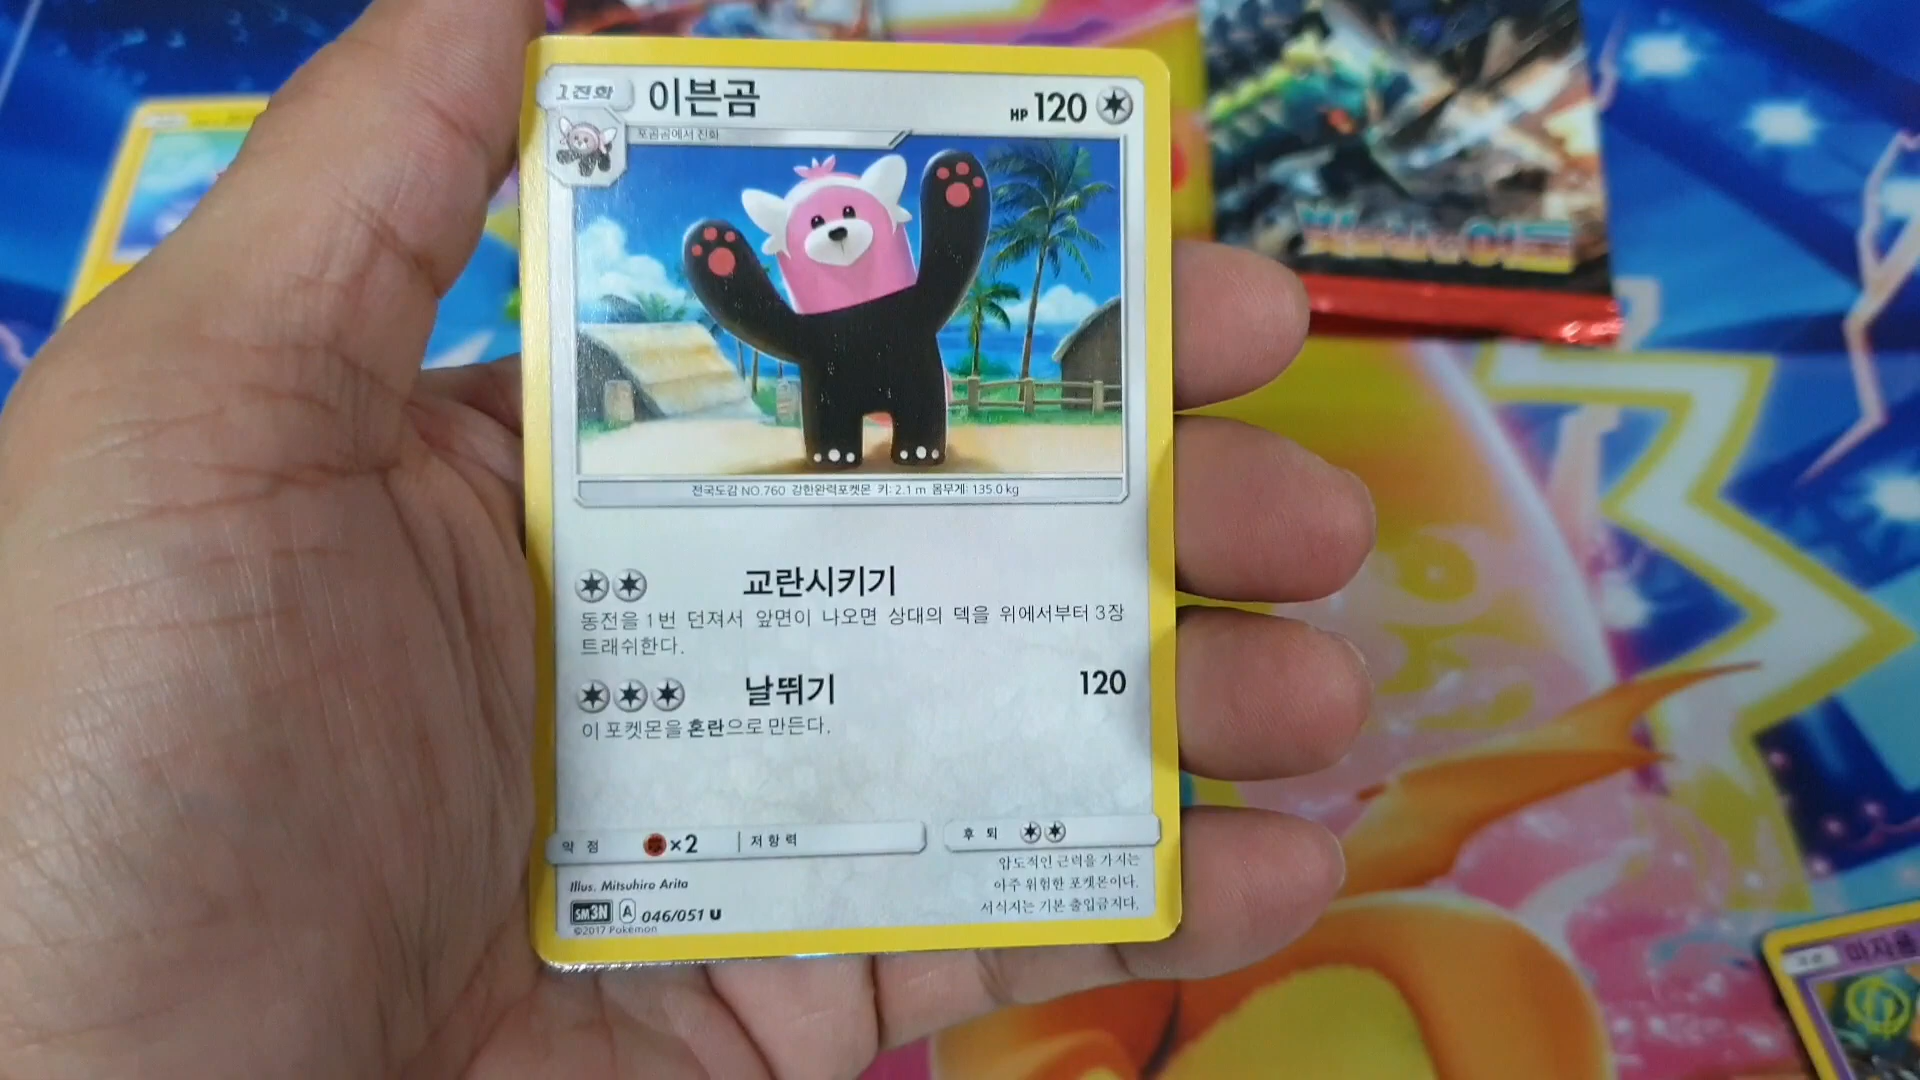 1진화 이븐곰 HP 120
포곰곰에서 진화
전국도감 NO.760 강한완력포켓몬 키: 2.1 m 몸무게: 135.0 kg
교란시키기
동전을 1번 던져서 앞면이 나오면 상대의 덱을 위에서부터 3장
트래쉬한다.
날뛰기 120
이 포켓몬을 혼란으로 만든다.
약점 ×2 저항력 후퇴
압도적인 근력을 가지는
아주 위험한 포켓몬이다.
서식지는 기본 출입금지다.
Illus. Mitsuhiro Arita
SM3N A 046/051 U
©2017 Pokémon